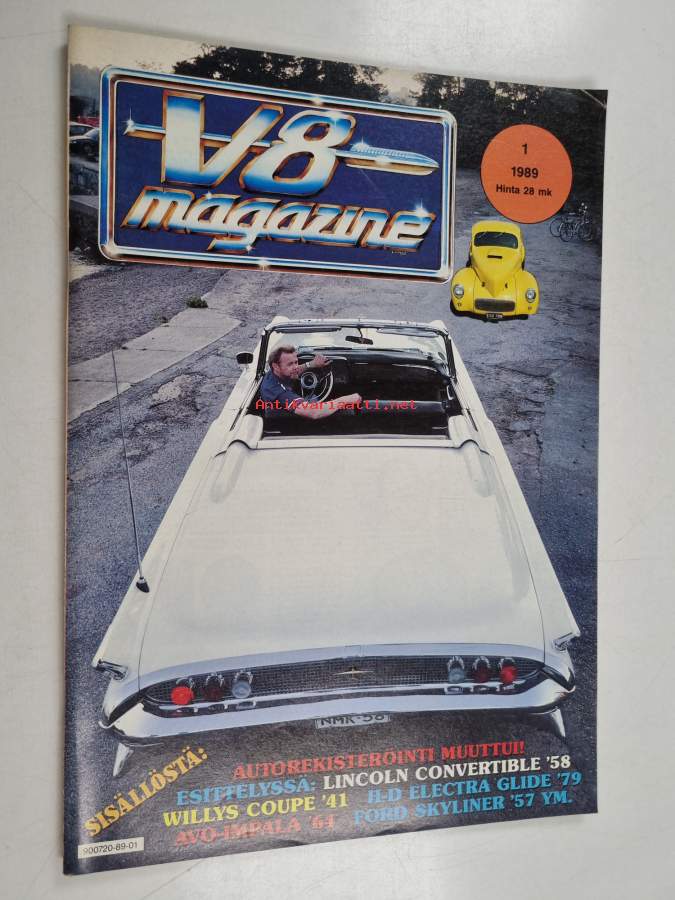 V8
magazine
1
1989
Hinta 28 mk
Antikvariaatti.net
NMK-58
SISÄLLÖSTÄ:
AUTOREKISTERÖINTI MUUTTUI!
ESITTELYSSÄ: LINCOLN CONVERTIBLE '58
WILLYS COUPE '41 H-D ELECTRA GLIDE '79
AVO-IMPALA '64 FORD SKYLINER '57 YM.
900720-89-01